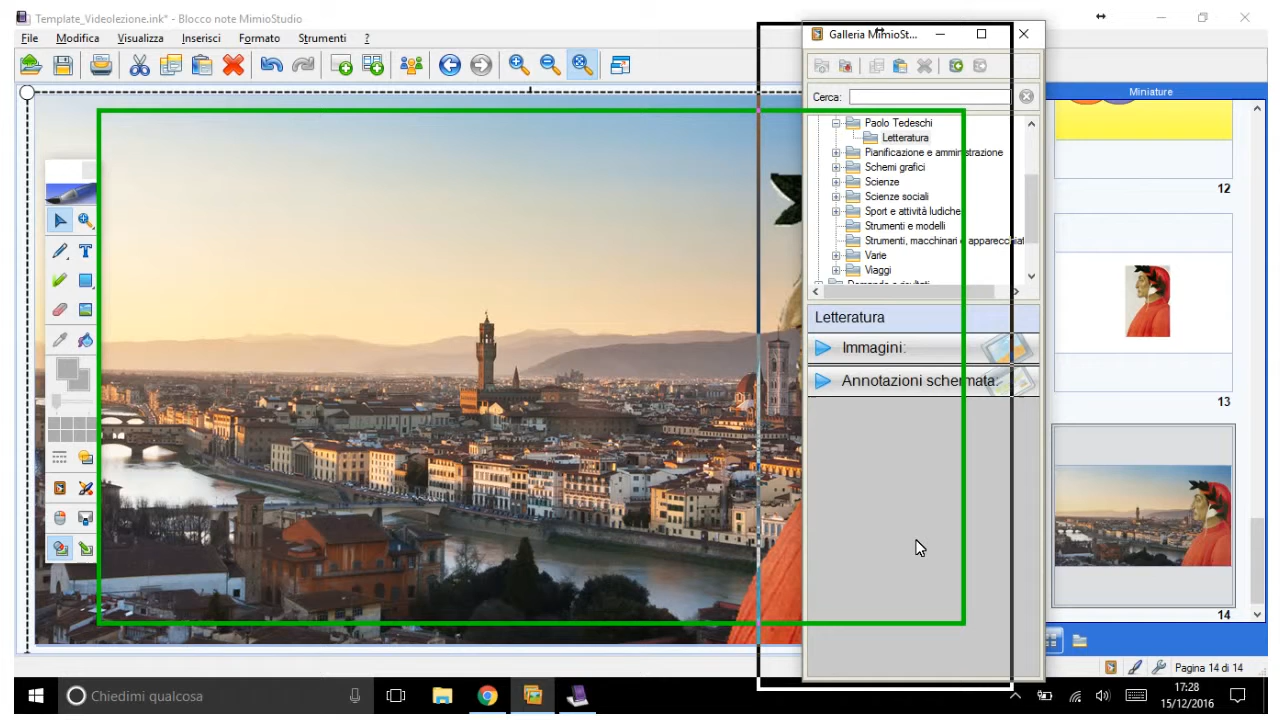 Template_Videolezione.ink* - Blocco note MimioStudio
File Modifica Visualizza Inserisci Formato Strumenti ?
Galleria MimioSt...
Cerca:
Paolo Tedeschi
Letteratura
Pianificazione e amministrazione
Schemi grafici
Scienze
Scienze sociali
Sport e attività ludiche
Strumenti e modelli
Strumenti, macchinari e apparecchiat
Varie
Viaggi
Domande e risultati
Letteratura
Immagini:
Annotazioni schermata:
Miniature
12
13
14
Pagina 14 di 14
Chiedimi qualcosa
17:28
15/12/2016